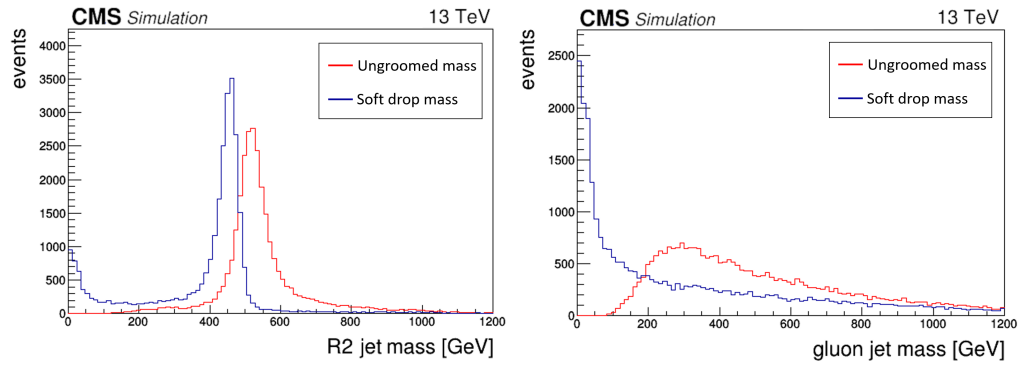 CMS Simulation 13 TeV
events
4000
3500
3000
2500
2000
1500
1000
500
0
Ungroomed mass
Soft drop mass
0 200 400 600 800 1000 1200
R2 jet mass [GeV]
CMS Simulation 13 TeV
events
2500
2000
1500
1000
500
0
Ungroomed mass
Soft drop mass
0 200 400 600 800 1000 1200
gluon jet mass [GeV]